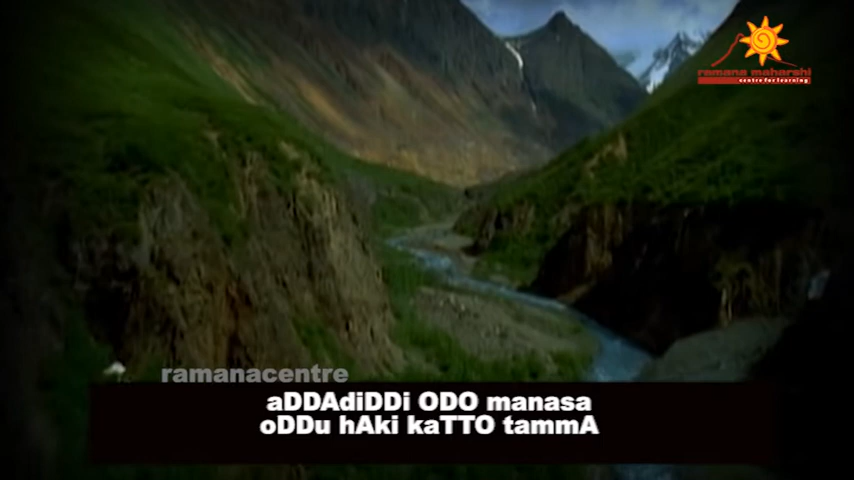 ramana maharshi
centre for learning
ramanacentre
aDDAdiDDi ODO manasa
oDDu hAki kaTTO tammA